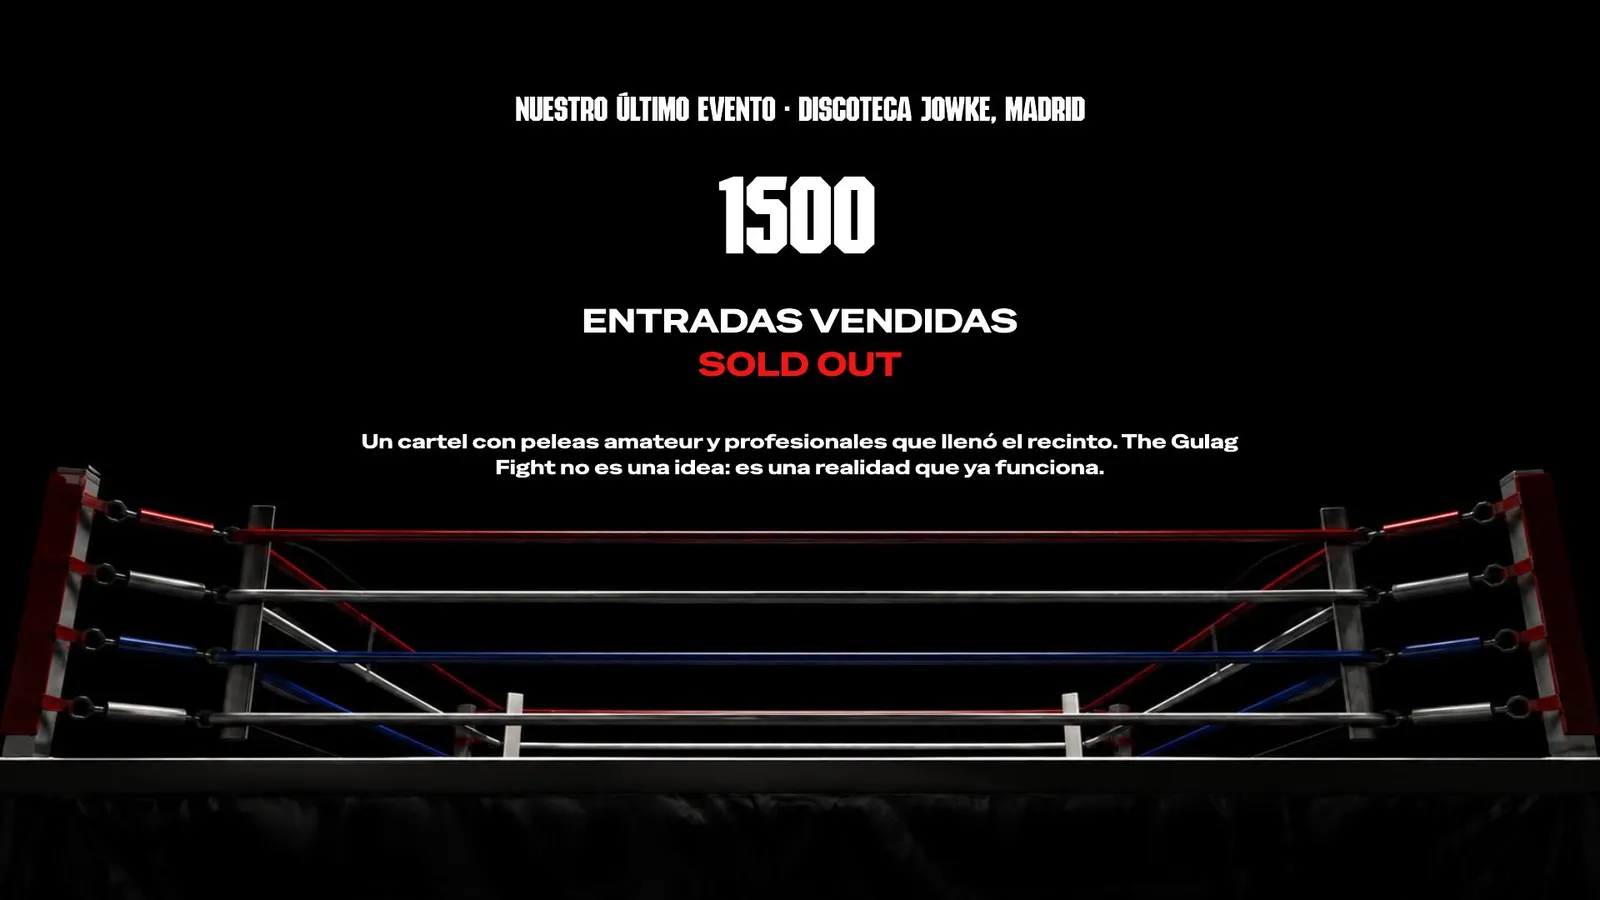 NUESTRO ÚLTIMO EVENTO · DISCOTECA JOWKE, MADRID
1500
ENTRADAS VENDIDAS
SOLD OUT
Un cartel con peleas amateur y profesionales que llenó el recinto. The Gulag
Fight no es una idea: es una realidad que ya funciona.